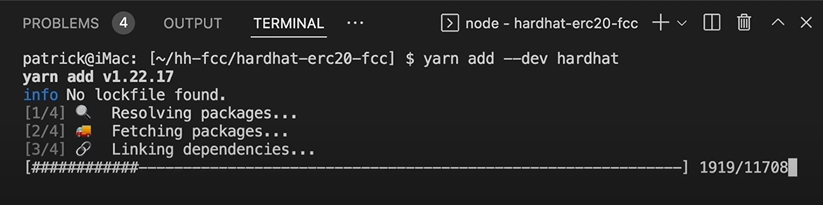 PROBLEMS 4 OUTPUT TERMINAL ... node - hardhat-erc20-fcc
patrick@iMac: [~/hh-fcc/hardhat-erc20-fcc] $ yarn add --dev hardhat
yarn add v1.22.17
info No lockfile found.
[1/4] 🔍 Resolving packages...
[2/4] 🚚 Fetching packages...
[3/4] 🔗 Linking dependencies...
[############--------------------------------------------------------------] 1919/11708